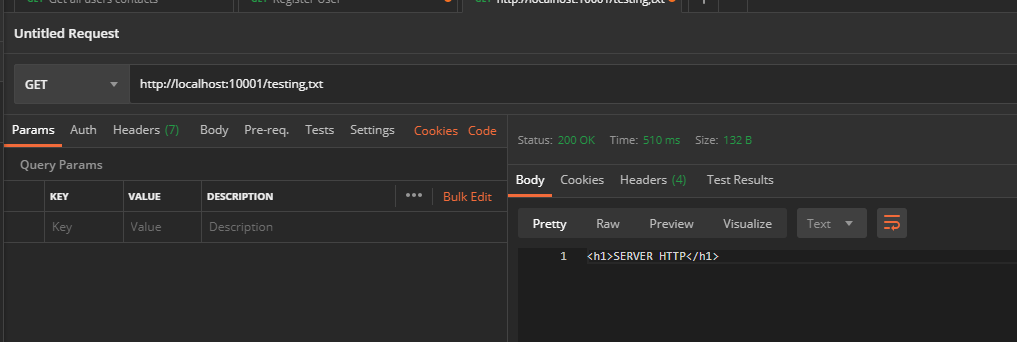 Get all users contacts Register User http://localhost:10001/testing,txt
Untitled Request
GET http://localhost:10001/testing,txt
Params Auth Headers (7) Body Pre-req. Tests Settings Cookies Code
Query Params
KEY VALUE DESCRIPTION ••• Bulk Edit
Key Value Description
Status: 200 OK Time: 510 ms Size: 132 B
Body Cookies Headers (4) Test Results
Pretty Raw Preview Visualize Text
1 <h1>SERVER HTTP</h1>